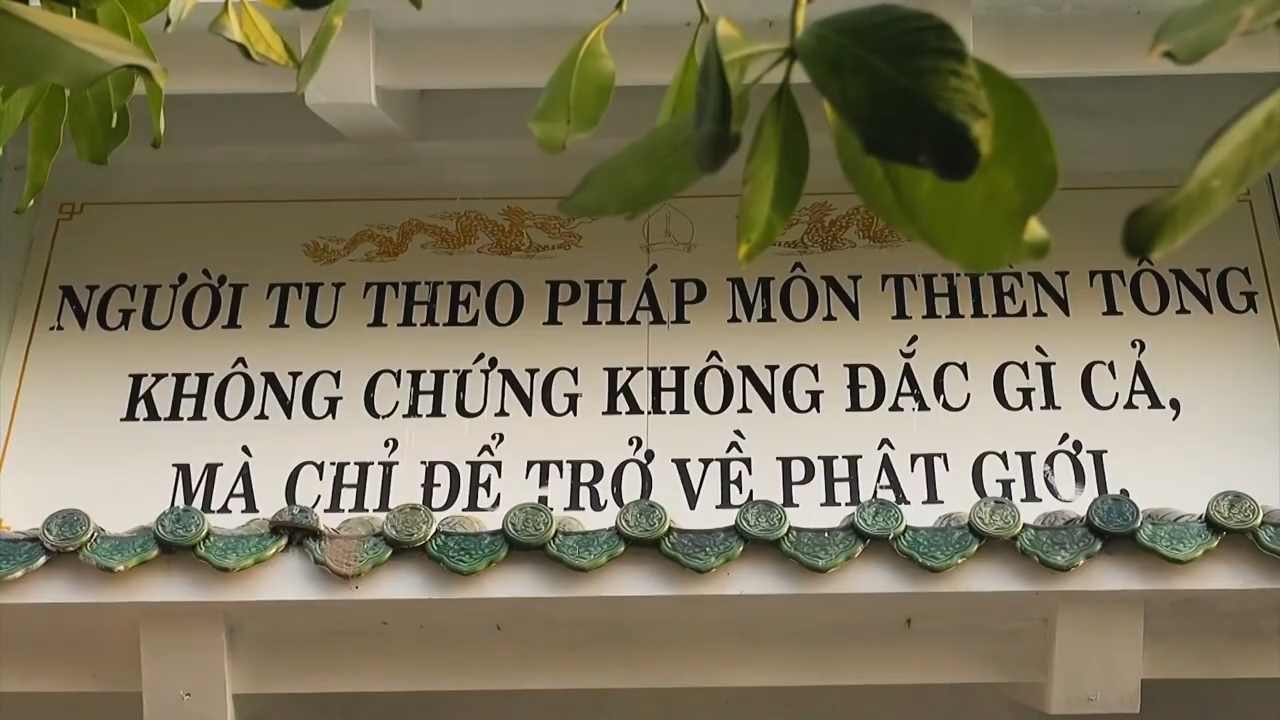 NGƯỜI TU THEO PHÁP MÔN THIỀN TÔNG
KHÔNG CHỨNG KHÔNG ĐẮC GÌ CẢ,
MÀ CHỈ ĐỂ TRỞ VỀ PHẬT GIỚI.